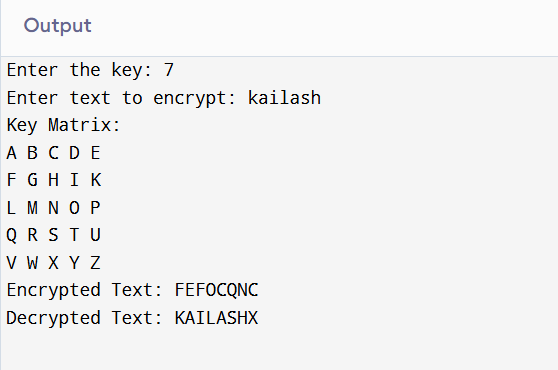 Output
Enter the key: 7
Enter text to encrypt: kailash
Key Matrix:
A B C D E
F G H I K
L M N O P
Q R S T U
V W X Y Z
Encrypted Text: FEFOCQNC
Decrypted Text: KAILASHX